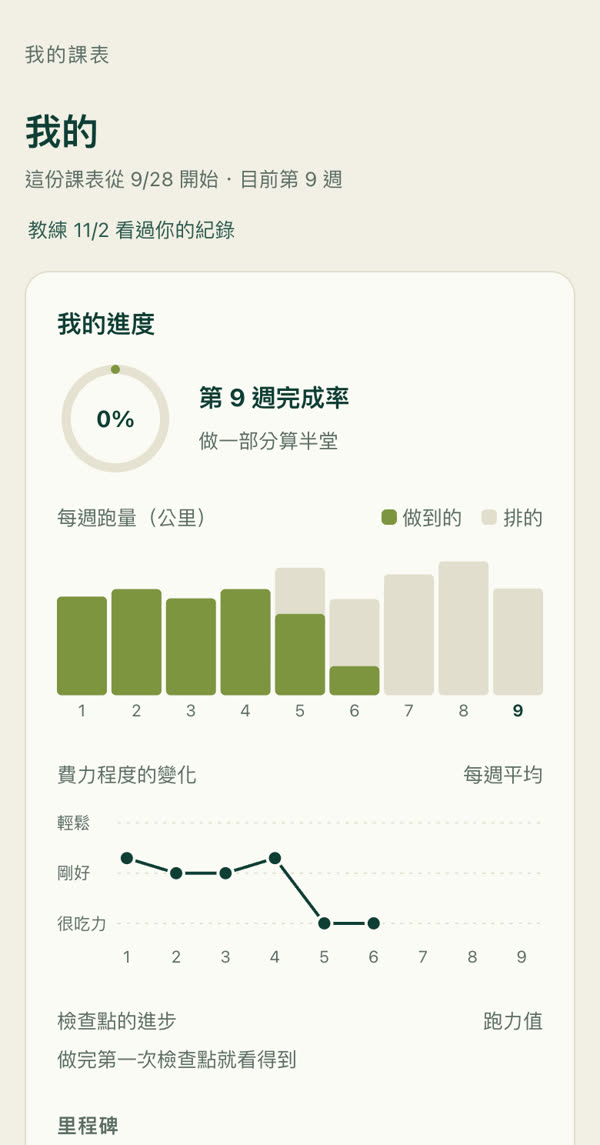 我的課表
我的
這份課表從 9/28 開始 · 目前第 9 週
教練 11/2 看過你的紀錄
我的進度
0%
第 9 週完成率
做一部分算半堂
每週跑量（公里） 做到的 排的
1 2 3 4 5 6 7 8 9
費力程度的變化 每週平均
輕鬆
剛好
很吃力
1 2 3 4 5 6 7 8 9
檢查點的進步 跑力值
做完第一次檢查點就看得到
里程碑